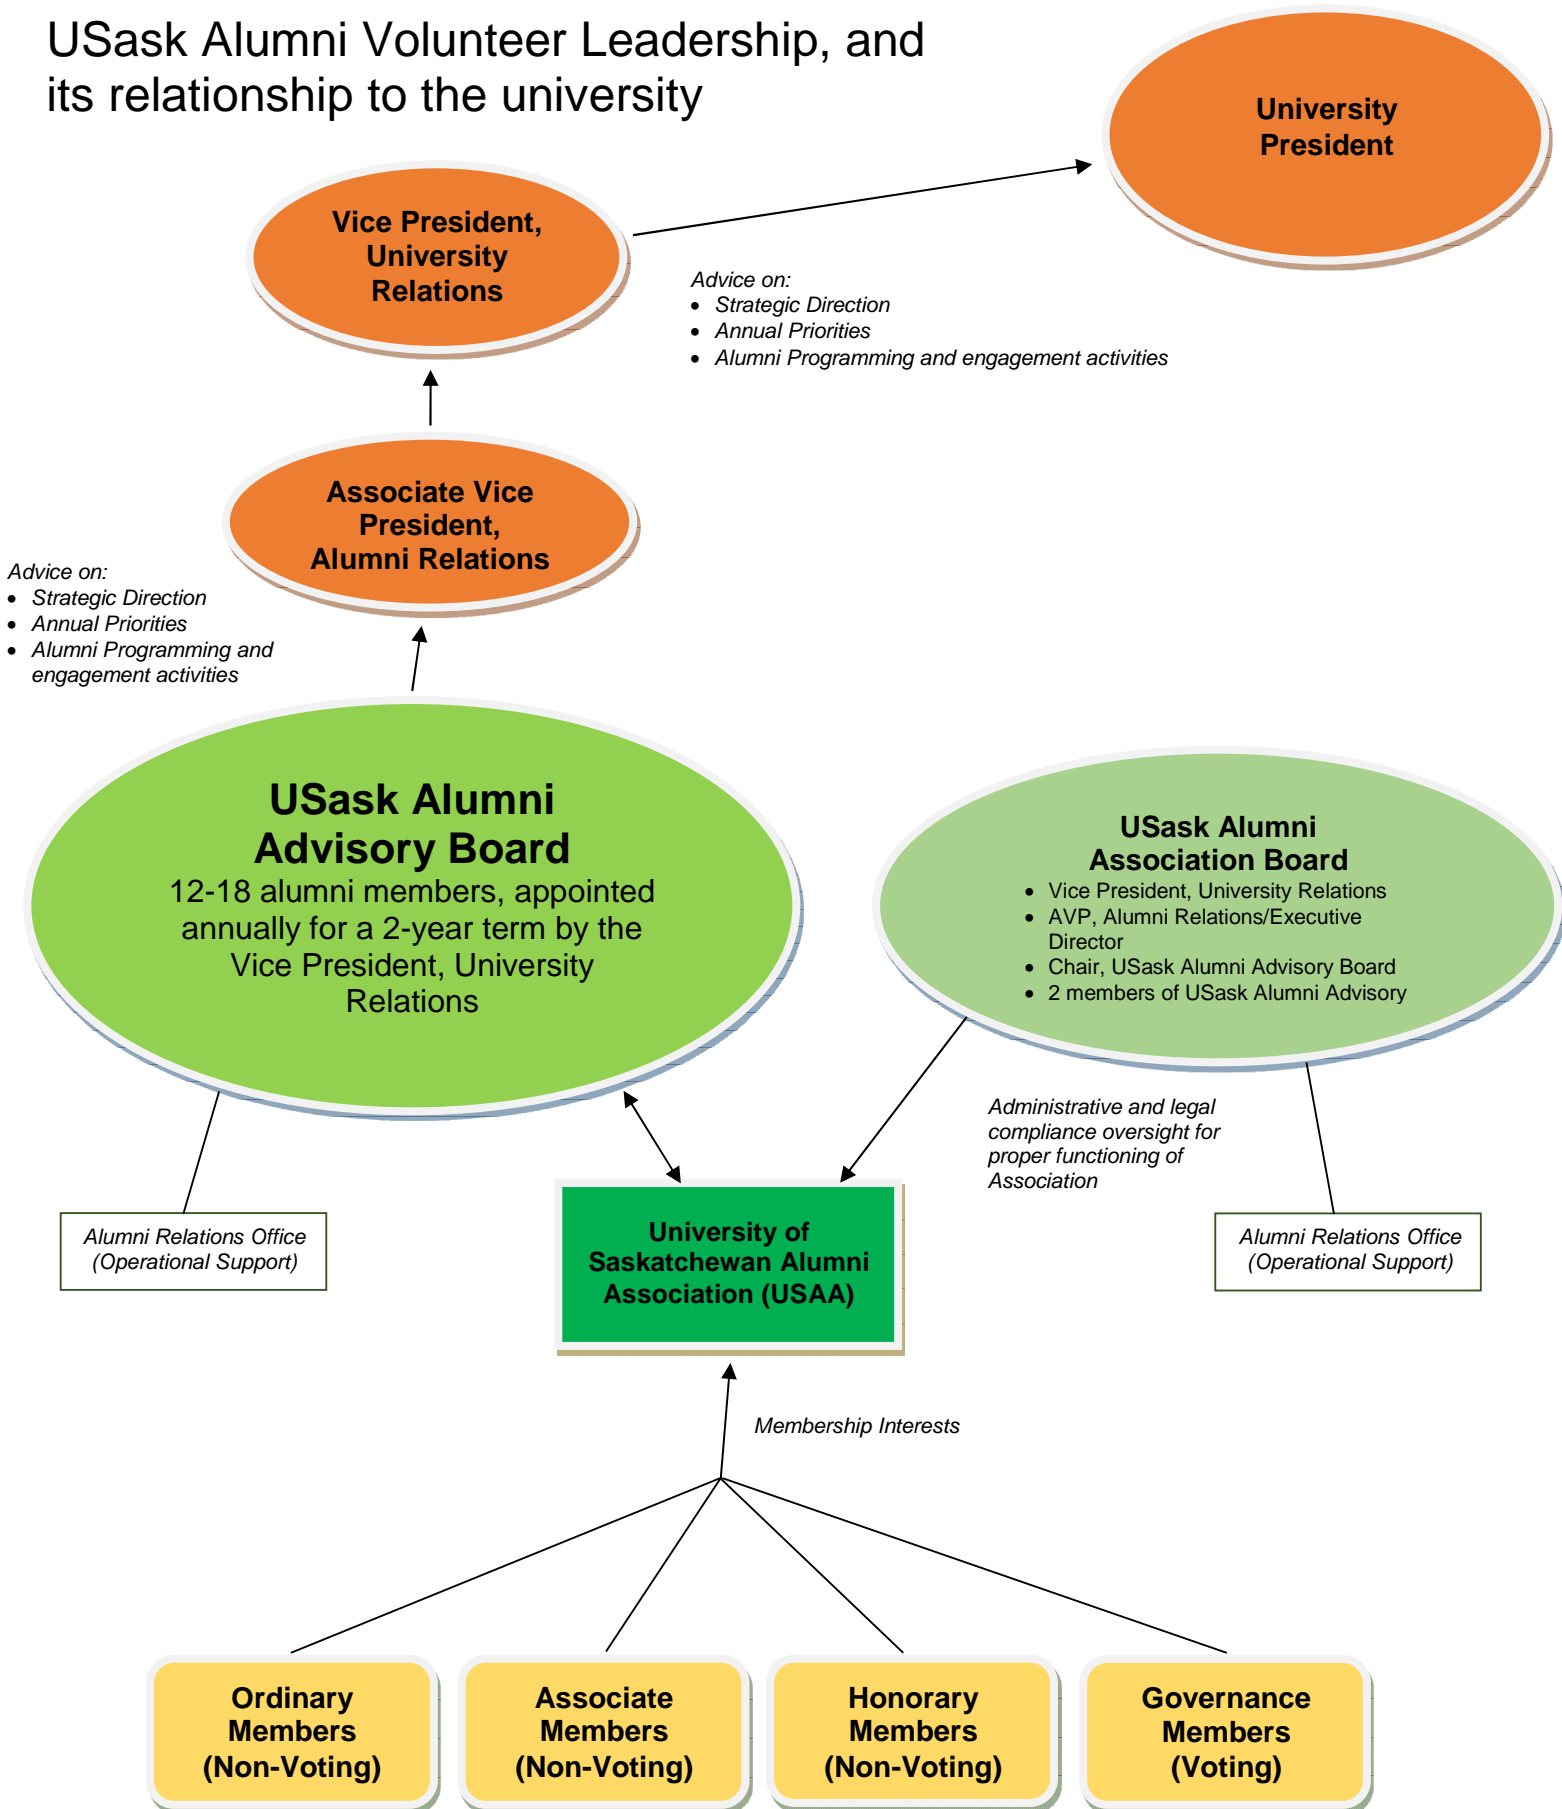 USask Alumni Volunteer Leadership, and
its relationship to the university
University
President
Vice President,
University
Relations
Advice on:
• Strategic Direction
• Annual Priorities
• Alumni Programming and engagement activities
Associate Vice
President,
Alumni Relations
Advice on:
• Strategic Direction
• Annual Priorities
• Alumni Programming and
engagement activities
USask Alumni
Advisory Board
12-18 alumni members, appointed
annually for a 2-year term by the
Vice President, University
Relations
USask Alumni
Association Board
• Vice President, University Relations
• AVP, Alumni Relations/Executive
Director
• Chair, USask Alumni Advisory Board
• 2 members of USask Alumni Advisory
Administrative and legal
compliance oversight for
proper functioning of
Association
Alumni Relations Office
(Operational Support)
University of
Saskatchewan Alumni
Association (USAA)
Alumni Relations Office
(Operational Support)
Membership Interests
Ordinary
Members
(Non-Voting)
Associate
Members
(Non-Voting)
Honorary
Members
(Non-Voting)
Governance
Members
(Voting)